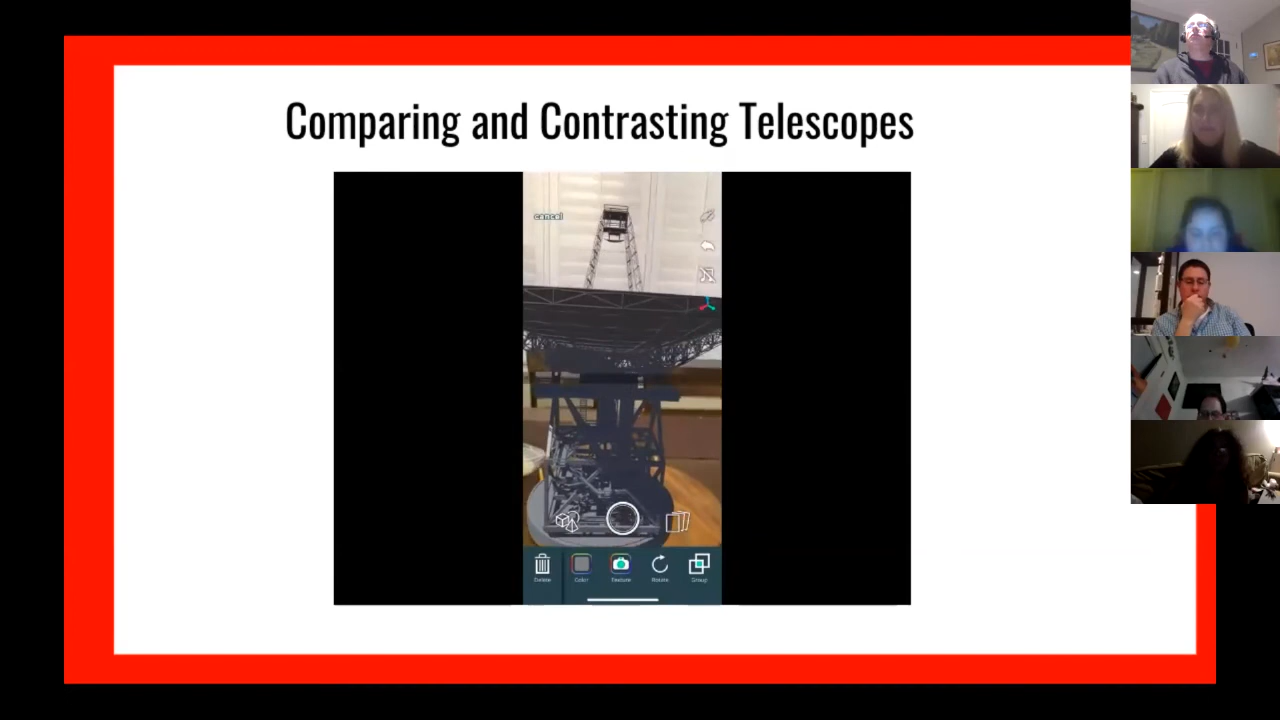 Comparing and Contrasting Telescopes
cancel
Delete
Color
Texture
Rotate
Group